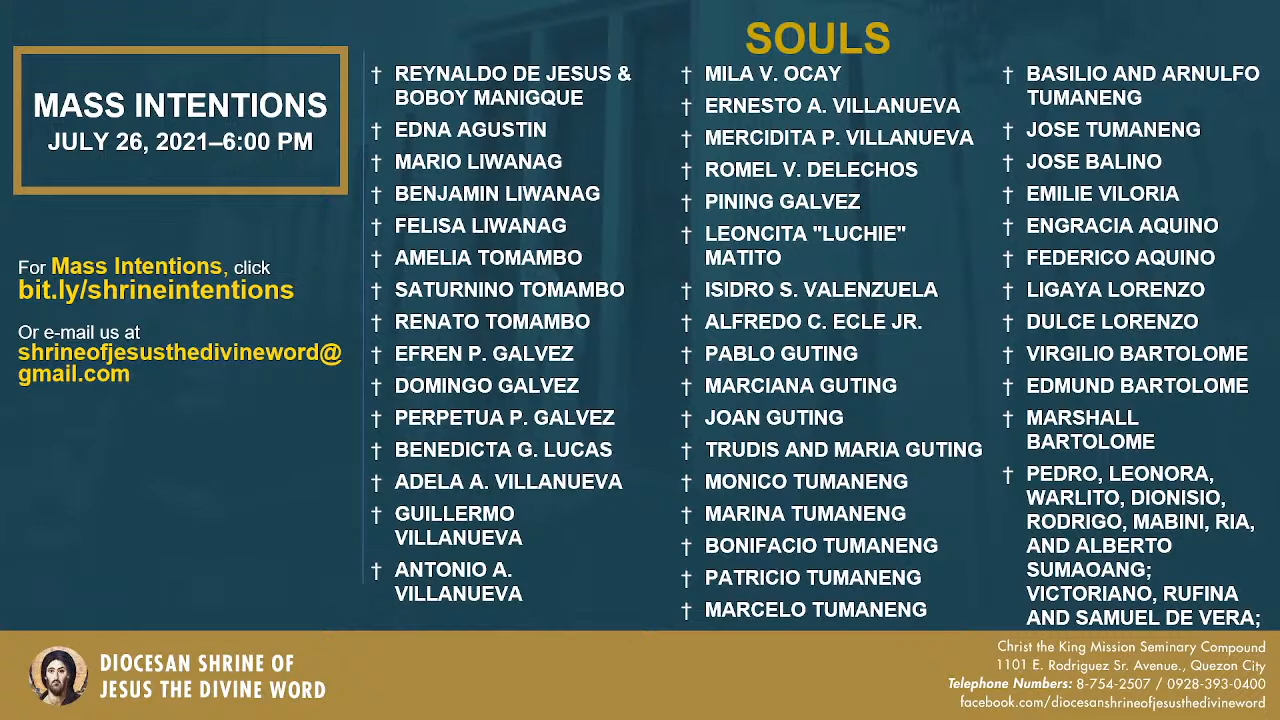 MASS INTENTIONS
JULY 26, 2021–6:00 PM
For Mass Intentions, click
bit.ly/shrineintentions
Or e-mail us at
shrineofjesusthedivineword@
gmail.com
SOULS
† REYNALDO DE JESUS &
BOBOY MANIGQUE
† EDNA AGUSTIN
† MARIO LIWANAG
† BENJAMIN LIWANAG
† FELISA LIWANAG
† AMELIA TOMAMBO
† SATURNINO TOMAMBO
† RENATO TOMAMBO
† EFREN P. GALVEZ
† DOMINGO GALVEZ
† PERPETUA P. GALVEZ
† BENEDICTA G. LUCAS
† ADELA A. VILLANUEVA
† GUILLERMO
VILLANUEVA
† ANTONIO A.
VILLANUEVA
† MILA V. OCAY
† ERNESTO A. VILLANUEVA
† MERCIDITA P. VILLANUEVA
† ROMEL V. DELECHOS
† PINING GALVEZ
† LEONCITA "LUCHIE"
MATITO
† ISIDRO S. VALENZUELA
† ALFREDO C. ECLE JR.
† PABLO GUTING
† MARCIANA GUTING
† JOAN GUTING
† TRUDIS AND MARIA GUTING
† MONICO TUMANENG
† MARINA TUMANENG
† BONIFACIO TUMANENG
† PATRICIO TUMANENG
† MARCELO TUMANENG
† BASILIO AND ARNULFO
TUMANENG
† JOSE TUMANENG
† JOSE BALINO
† EMILIE VILORIA
† ENGRACIA AQUINO
† FEDERICO AQUINO
† LIGAYA LORENZO
† DULCE LORENZO
† VIRGILIO BARTOLOME
† EDMUND BARTOLOME
† MARSHALL
BARTOLOME
† PEDRO, LEONORA,
WARLITO, DIONISIO,
RODRIGO, MABINI, RIA,
AND ALBERTO
SUMAOANG;
VICTORIANO, RUFINA
AND SAMUEL DE VERA;
DIOCESAN SHRINE OF
JESUS THE DIVINE WORD
Christ the King Mission Seminary Compound
1101 E. Rodriguez Sr. Avenue., Quezon City
Telephone Numbers: 8-754-2507 / 0928-393-0400
facebook.com/diocesanshrineofjesusthedivineword